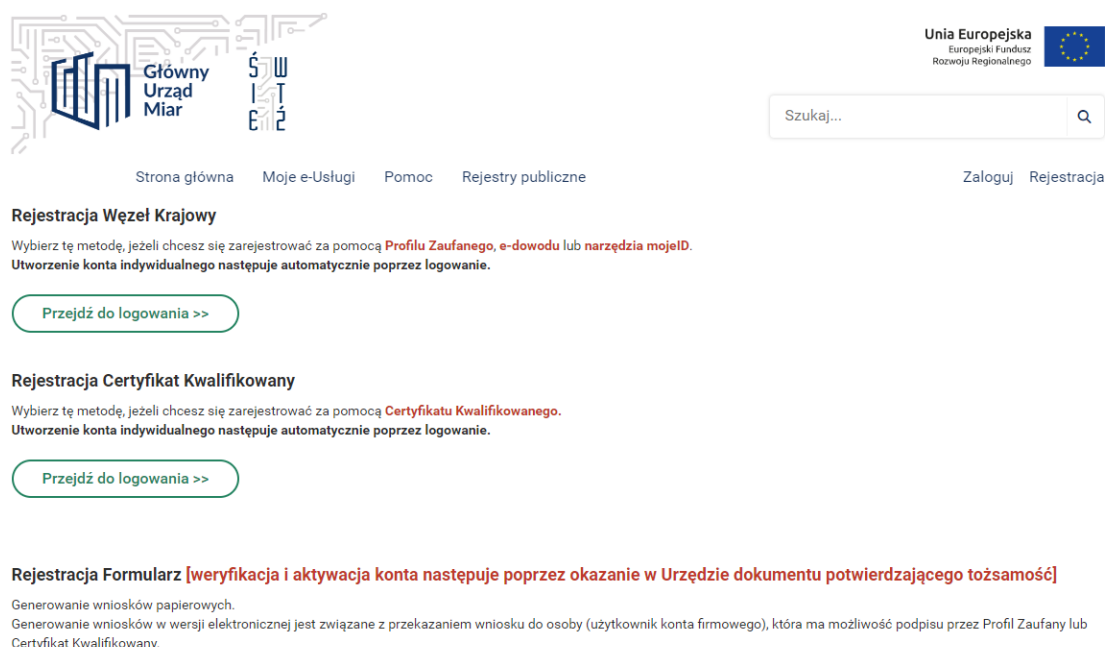 Główny
Urząd
Miar
ŚW
IT
EŹ
Unia Europejska
Europejski Fundusz
Rozwoju Regionalnego
Szukaj...
Strona główna Moje e-Usługi Pomoc Rejestry publiczne Zaloguj Rejestracja
Rejestracja Węzeł Krajowy
Wybierz tę metodę, jeżeli chcesz się zarejestrować za pomocą Profilu Zaufanego, e-dowodu lub narzędzia mojeID.
Utworzenie konta indywidualnego następuje automatycznie poprzez logowanie.
Przejdź do logowania >>
Rejestracja Certyfikat Kwalifikowany
Wybierz tę metodę, jeżeli chcesz się zarejestrować za pomocą Certyfikatu Kwalifikowanego.
Utworzenie konta indywidualnego następuje automatycznie poprzez logowanie.
Przejdź do logowania >>
Rejestracja Formularz [weryfikacja i aktywacja konta następuje poprzez okazanie w Urzędzie dokumentu potwierdzającego tożsamość]
Generowanie wniosków papierowych.
Generowanie wniosków w wersji elektronicznej jest związane z przekazaniem wniosku do osoby (użytkownik konta firmowego), która ma możliwość podpisu przez Profil Zaufany lub
Certyfikat Kwalifikowany.